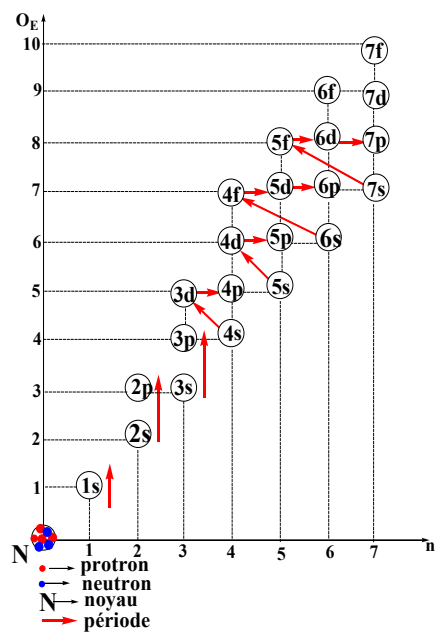 O_E
10
7f
9
6f
7d
8
5f
6d
7p
7
4f
5d
6p
7s
6
4d
5p
6s
5
3d
4p
5s
4
3p
4s
3
2p
3s
2
2s
1
1s
N
1 2 3 4 5 6 7 n
protron
neutron
N noyau
période